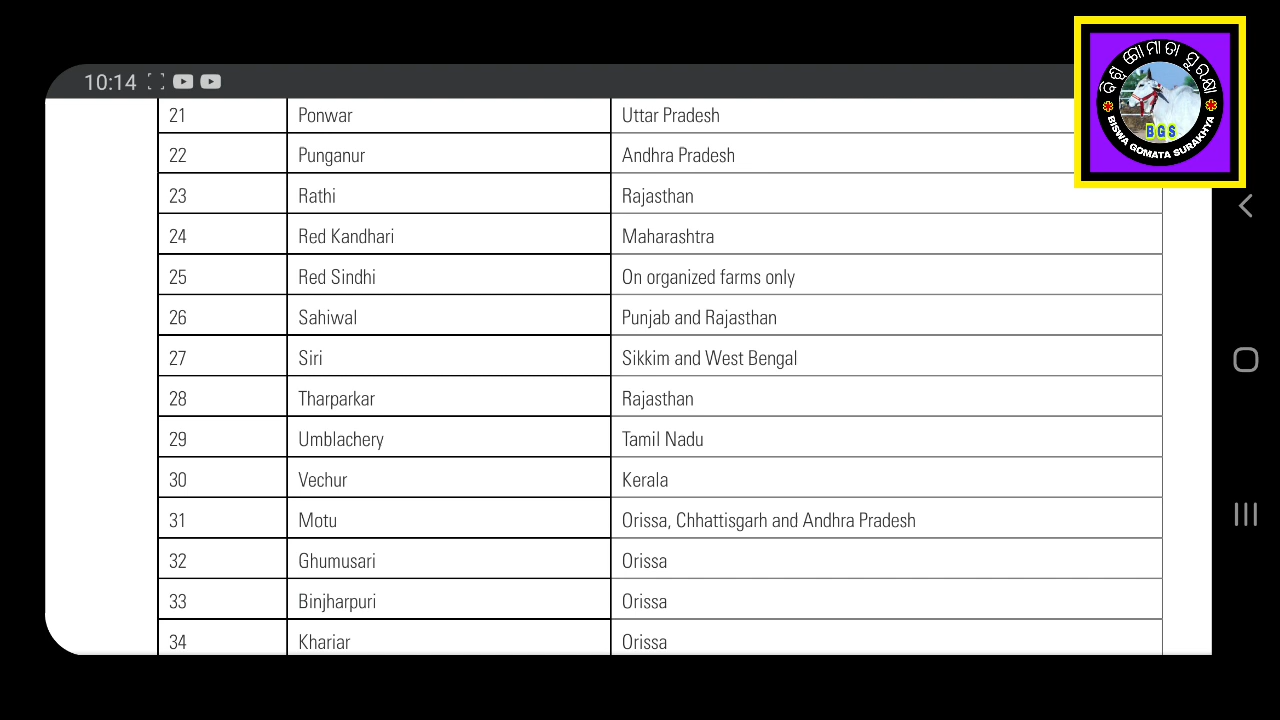 10:14
21 Ponwar Uttar Pradesh
22 Punganur Andhra Pradesh
23 Rathi Rajasthan
24 Red Kandhari Maharashtra
25 Red Sindhi On organized farms only
26 Sahiwal Punjab and Rajasthan
27 Siri Sikkim and West Bengal
28 Tharparkar Rajasthan
29 Umblachery Tamil Nadu
30 Vechur Kerala
31 Motu Orissa, Chhattisgarh and Andhra Pradesh
32 Ghumusari Orissa
33 Binjharpuri Orissa
34 Khariar Orissa
ବିଶ୍ୱ ଗୋମାତା ସୁରକ୍ଷା
BGS
BISWA GOMATA SURAKHYA